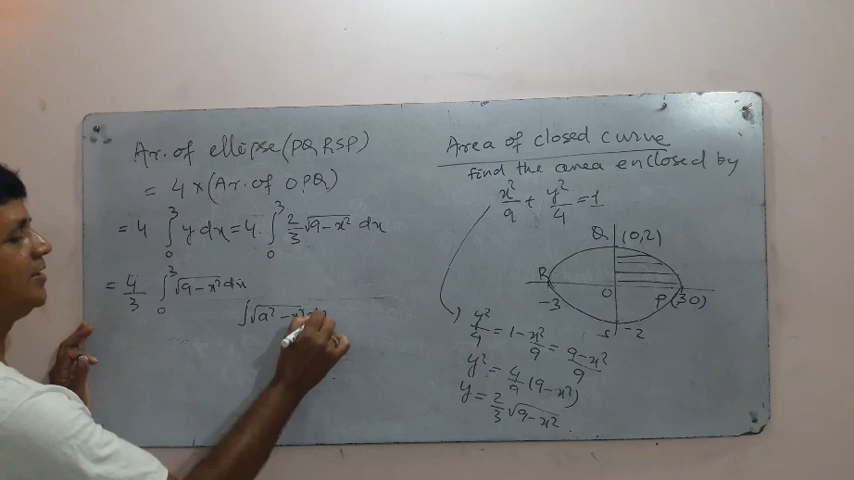 Ar. of ellipse (PQRSP)
= 4 × (Ar. of OPQ)
= 4 ∫₀³ y dx = 4. ∫₀³ 2/3 √9-x² dx
= 4/3 ∫₀³ √9-x² dx
∫√a²-x²
Area of closed curve
find the area enclosed by
x²/9 + y²/4 = 1
Q (0,2)
R
-3
O
P(3 0)
S -2
) y²/4 = 1-x²/9 = 9-x²/9
y² = 4/9 (9-x²)
y = 2/3 √9-x²